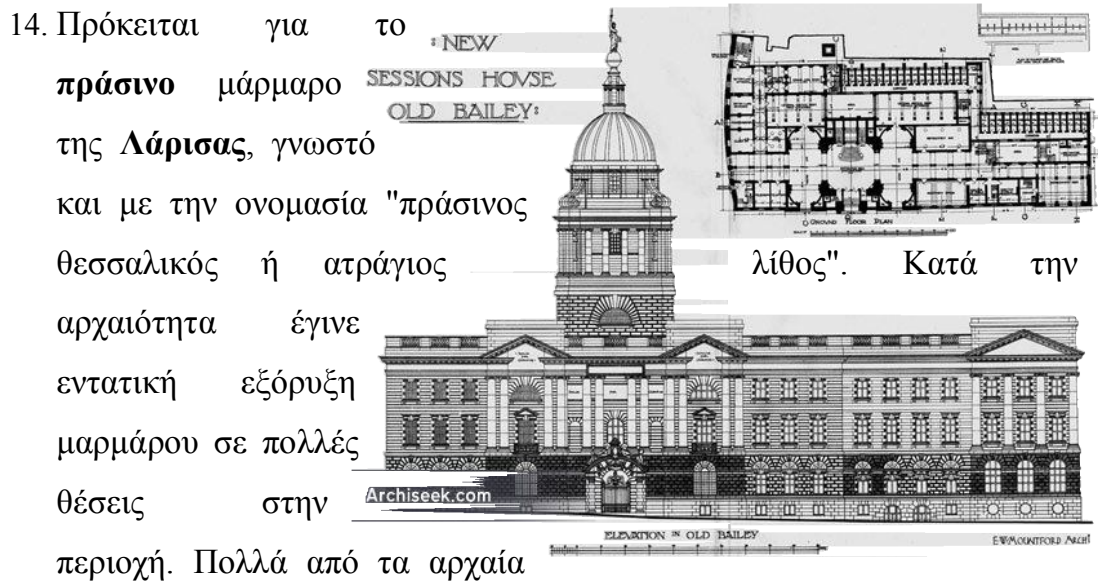 14. Πρόκειται για το
πράσινο μάρμαρο
της Λάρισας, γνωστό
και με την ονομασία "πράσινος
θεσσαλικός ή ατράγιος λίθος". Κατά την
αρχαιότητα έγινε
εντατική εξόρυξη
μαρμάρου σε πολλές
θέσεις στην
περιοχή. Πολλά από τα αρχαία
:NEW
SESSIONS HOVSE
OLD BAILEY:
GROUND FLOOR PLAN
Archiseek.com
ELEVATION IN OLD BAILEY
E·W·MOUNTFORD ARCHT